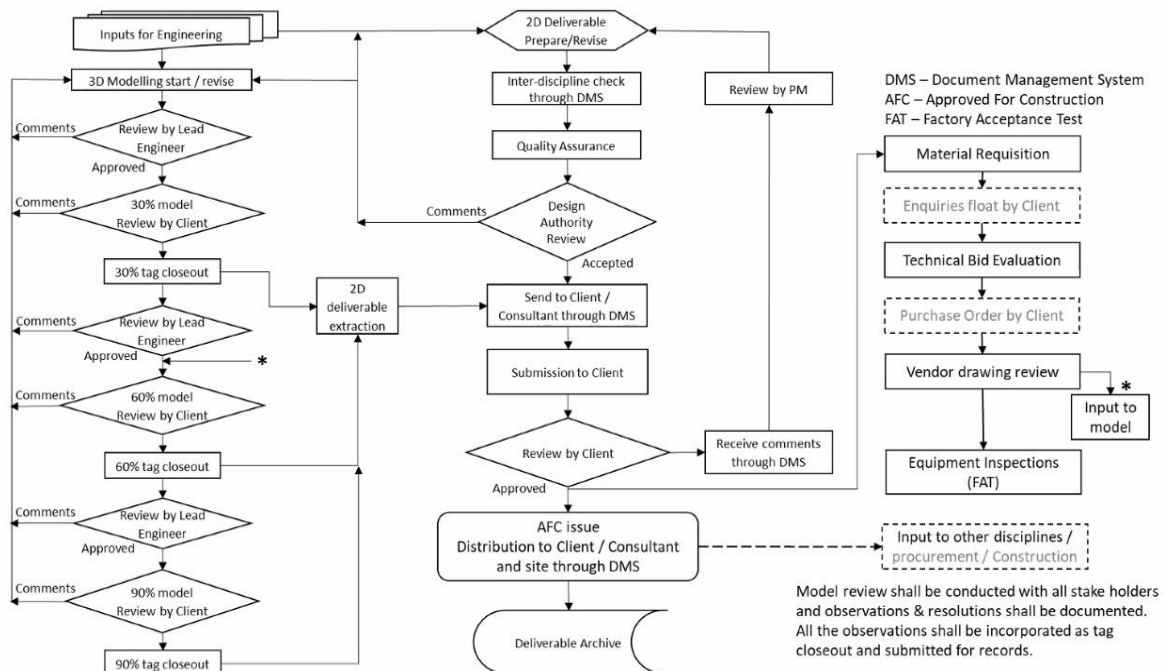 Inputs for Engineering
3D Modelling start / revise
Comments
Review by Lead
Engineer
Approved
Comments
30% model
Review by Client
30% tag closeout
Comments
Review by Lead
Engineer
Approved
*
Comments
60% model
Review by Client
60% tag closeout
Comments
Review by Lead
Engineer
Approved
Comments
90% model
Review by Client
90% tag closeout
2D
deliverable
extraction
2D Deliverable
Prepare/Revise
Inter-discipline check
through DMS
Quality Assurance
Comments
Design
Authority
Review
Accepted
Send to Client /
Consultant through DMS
Submission to Client
Review by Client
Approved
AFC issue
Distribution to Client / Consultant
and site through DMS
Deliverable Archive
Review by PM
Receive comments
through DMS
DMS – Document Management System
AFC – Approved For Construction
FAT – Factory Acceptance Test
Material Requisition
Enquiries float by Client
Technical Bid Evaluation
Purchase Order by Client
Vendor drawing review
*
Input to
model
Equipment Inspections
(FAT)
Input to other disciplines /
procurement / Construction
Model review shall be conducted with all stake holders
and observations & resolutions shall be documented.
All the observations shall be incorporated as tag
closeout and submitted for records.